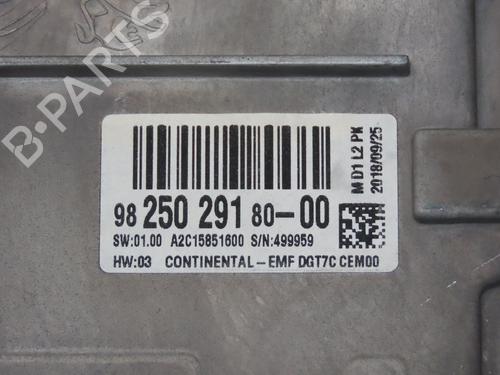 98 250 291 80-00
SW:01.00 A2C15851600 S/N:499959
HW:03 CONTINENTAL-EMF DGT7C CEM00
M D1 L2 PK
2018/09/25
B-PARTS